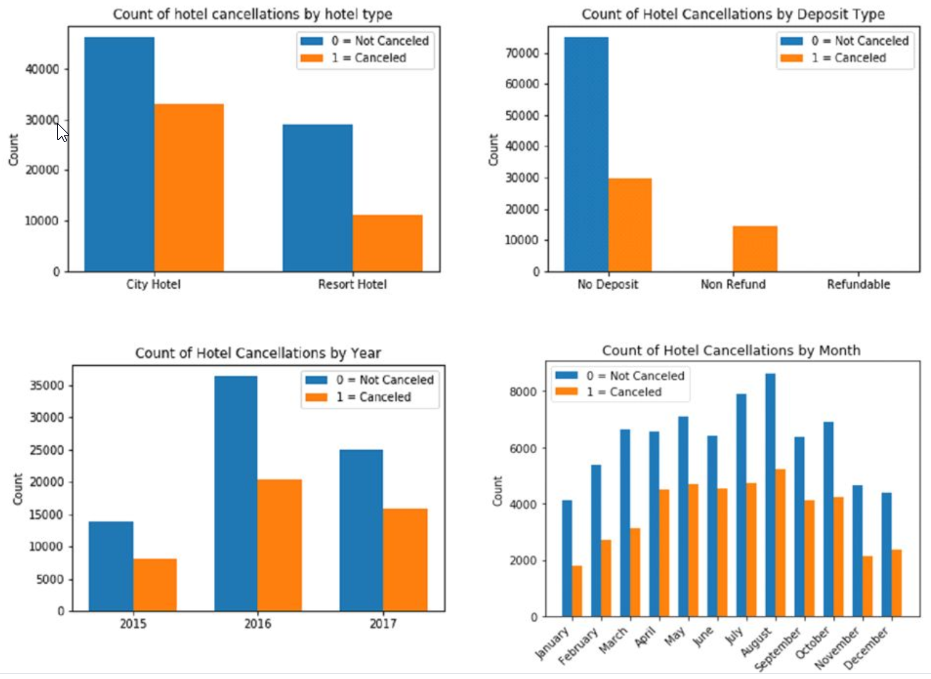 Count of hotel cancellations by hotel type
0 = Not Canceled
1 = Canceled
40000
30000
20000
10000
0
Count
City Hotel
Resort Hotel
Count of Hotel Cancellations by Deposit Type
0 = Not Canceled
1 = Canceled
70000
60000
50000
40000
30000
20000
10000
0
Count
No Deposit
Non Refund
Refundable
Count of Hotel Cancellations by Year
0 = Not Canceled
1 = Canceled
35000
30000
25000
20000
15000
10000
5000
0
Count
2015
2016
2017
Count of Hotel Cancellations by Month
0 = Not Canceled
1 = Canceled
8000
6000
4000
2000
0
Count
January
February
March
April
May
June
July
August
September
October
November
December